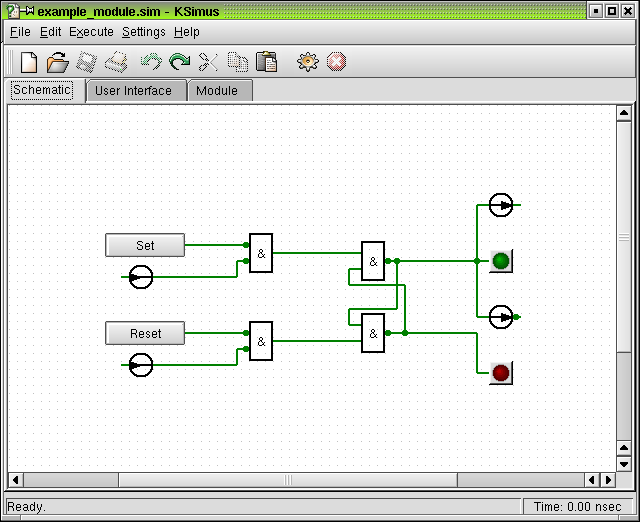 example_module.sim - KSimus
File Edit Execute Settings Help
Schematic User Interface Module
Set
&
&
Reset
&
&
Ready. Time: 0.00 nsec